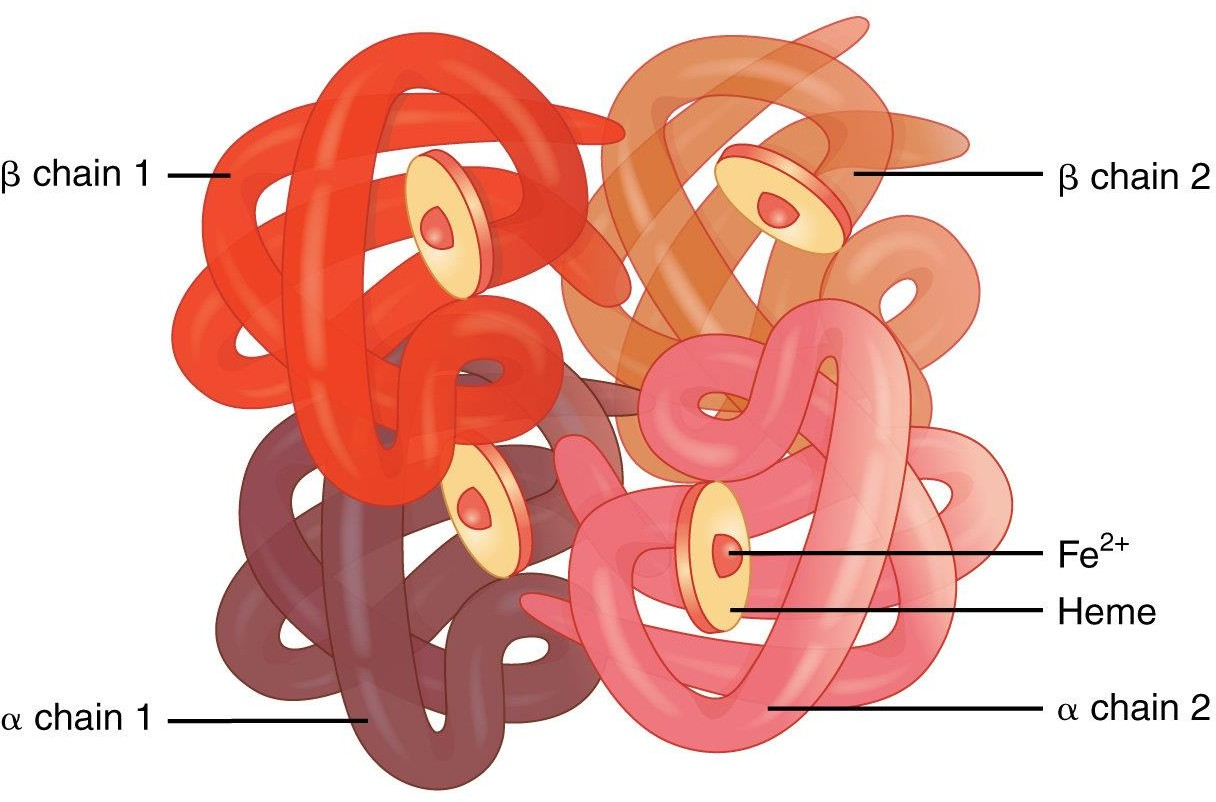 β chain 1
β chain 2
Fe²⁺
Heme
α chain 1
α chain 2